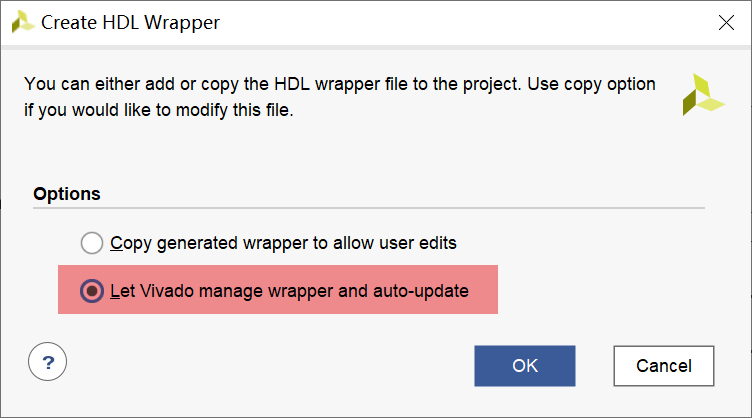 Create HDL Wrapper
You can either add or copy the HDL wrapper file to the project. Use copy option
if you would like to modify this file.
Options
Copy generated wrapper to allow user edits
Let Vivado manage wrapper and auto-update
?
OK
Cancel